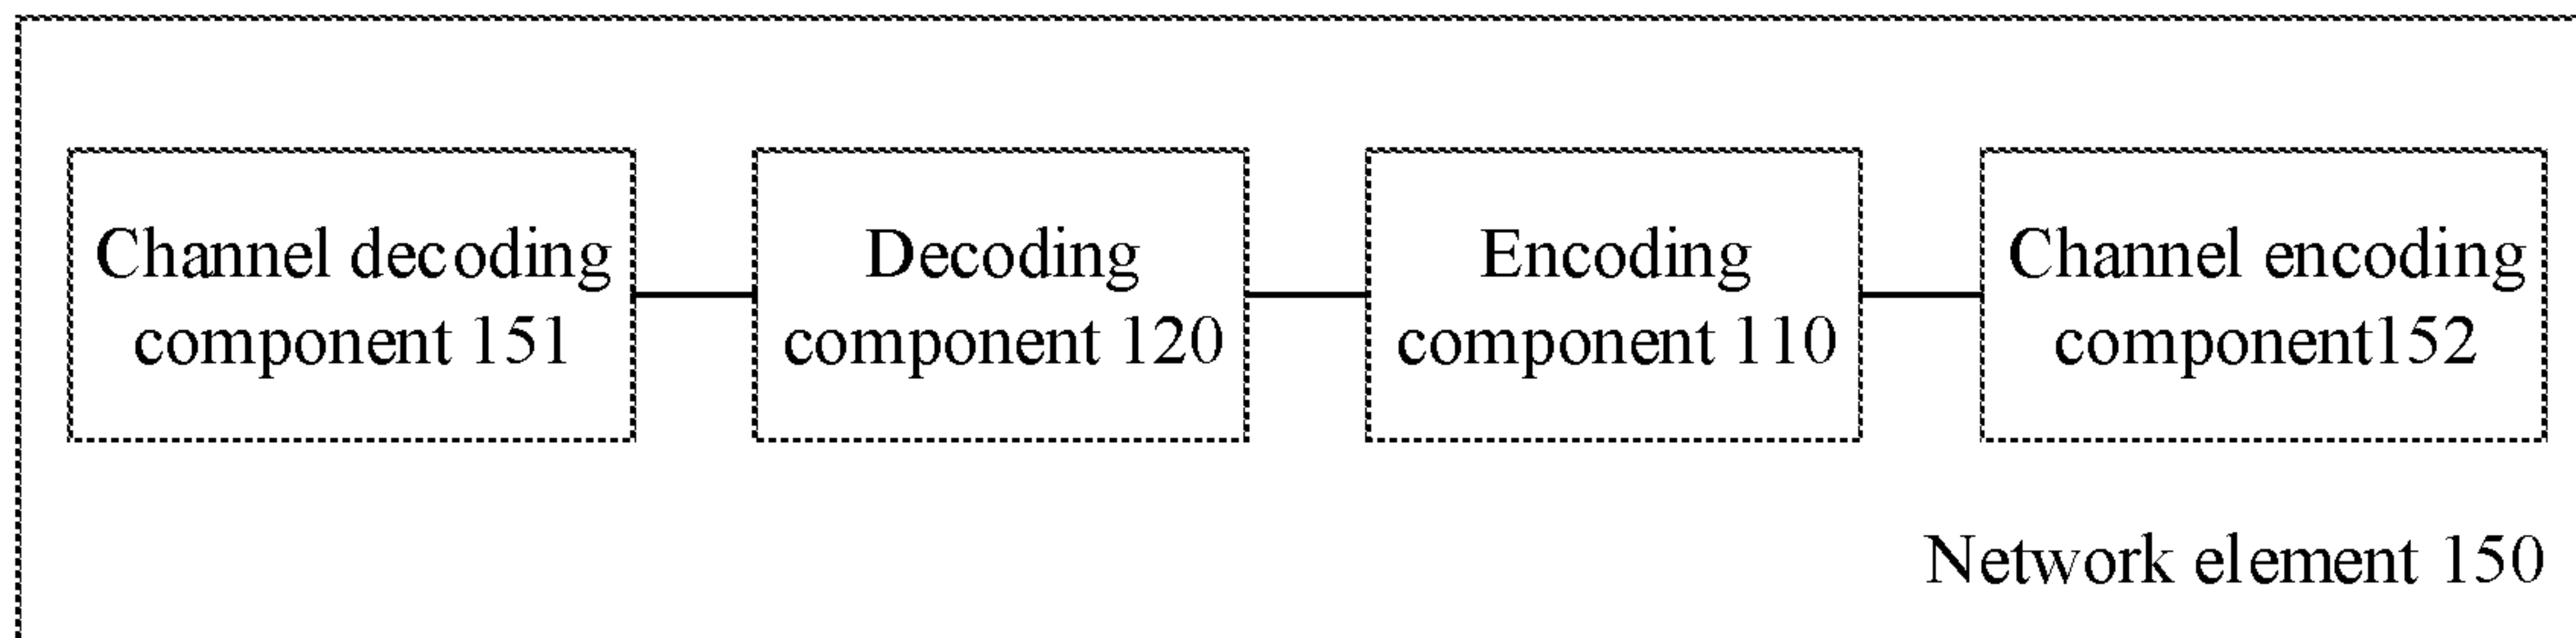 Channel decoding
component 151
Decoding
component 120
Encoding
component 110
Channel encoding
component152
Network element 150